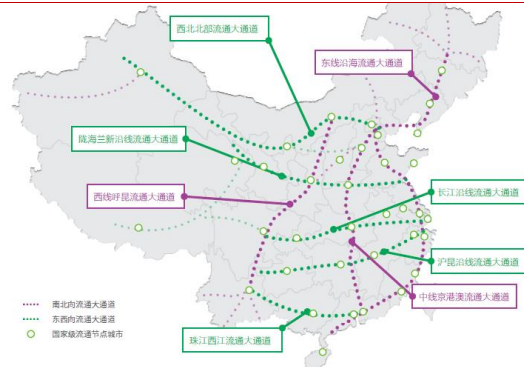 西北北部流通大通道
东线沿海流通大通道
陇海兰新沿线流通大通道
西线呼昆流通大通道
长江沿线流通大通道
沪昆沿线流通大通道
中线京港澳流通大通道
珠江西江流通大通道
南北向流通大通道
东西向流通大通道
国家级流通节点城市